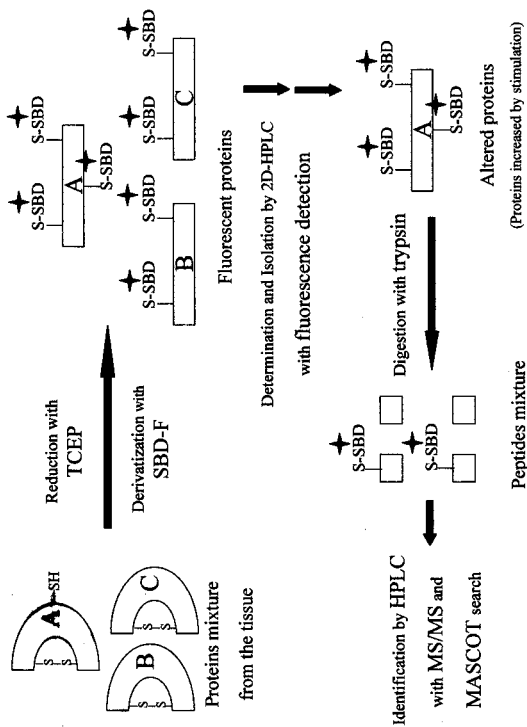 A
SH
S
S
B
S
S
C
S
S
Proteins mixture
from the tissue
Reduction with
TCEP
Derivatization with
SBD-F
S-SBD
S-SBD
A
S-SBD
S-SBD
B
S-SBD
S-SBD
C
Fluorescent proteins
Determination and Isolation by 2D-HPLC
with fluorescence detection
S-SBD
S-SBD
A
S-SBD
Altered proteins
(Proteins increased by stimulation)
Digestion with trypsin
S-SBD
S-SBD
Peptides mixture
Identification by HPLC
with MS/MS and
MASCOT search